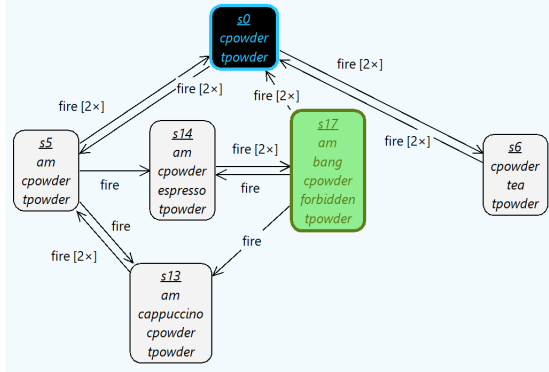 s0
cpowder
tpowder
fire [2×]
fire [2×]
fire [2×]
fire [2×]
fire [2×]
s5
am
cpowder
tpowder
s14
am
cpowder
espresso
tpowder
s17
am
bang
cpowder
forbidden
tpowder
s6
cpowder
tea
tpowder
fire [2×]
fire
fire
fire
fire
fire [2×]
s13
am
cappuccino
cpowder
tpowder